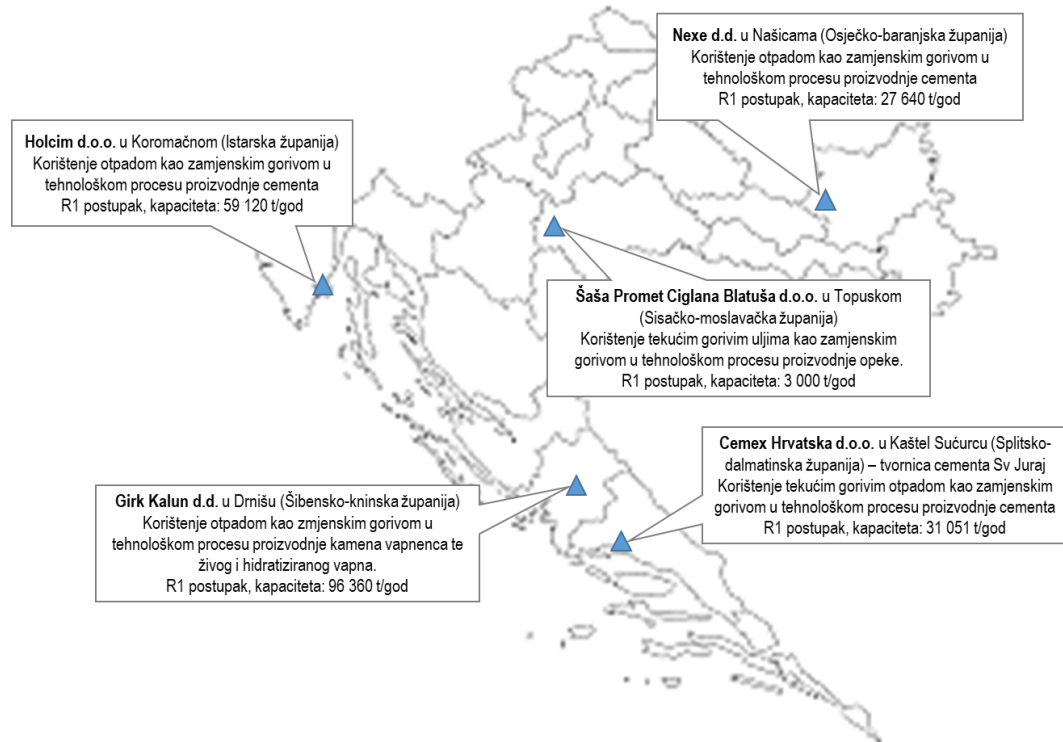 Nexe d.d. u Našicama (Osječko-baranjska županija)
Korištenje otpadom kao zamjenskim gorivom u
tehnološkom procesu proizvodnje cementa
R1 postupak, kapaciteta: 27 640 t/god
Holcim d.o.o. u Koromačnom (Istarska županija)
Korištenje otpadom kao zamjenskim gorivom u
tehnološkom procesu proizvodnje cementa
R1 postupak, kapaciteta: 59 120 t/god
Šaša Promet Ciglana Blatuša d.o.o. u Topuskom
(Sisačko-moslavačka županija)
Korištenje tekućim gorivim uljima kao zamjenskim
gorivom u tehnološkom procesu proizvodnje opeke.
R1 postupak, kapaciteta: 3 000 t/god
Cemex Hrvatska d.o.o. u Kaštel Sućurcu (Splitsko-
dalmatinska županija) – tvornica cementa Sv Juraj
Korištenje tekućim gorivim otpadom kao zamjenskim
gorivom u tehnološkom procesu proizvodnje cementa
R1 postupak, kapaciteta: 31 051 t/god
Girk Kalun d.d. u Drnišu (Šibensko-kninska županija)
Korištenje otpadom kao zmjenskim gorivom u
tehnološkom procesu proizvodnje kamena vapnenca te
živog i hidratiziranog vapna.
R1 postupak, kapaciteta: 96 360 t/god